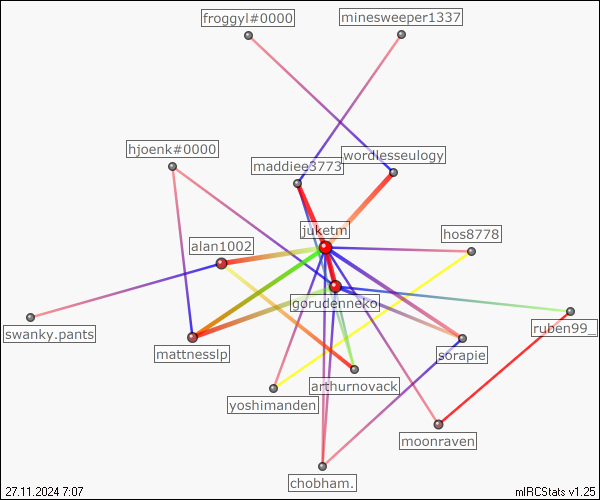 froggyl#0000
minesweeper1337
hjoenk#0000
wordlesseulogy
maddiee3773
juketm
hos8778
alan1002
gorudenneko
swanky.pants
ruben99_
mattnesslp
sorapie
arthurnovack
yoshimanden
moonraven
chobham.
27.11.2024 7:07
mIRCStats v1.25